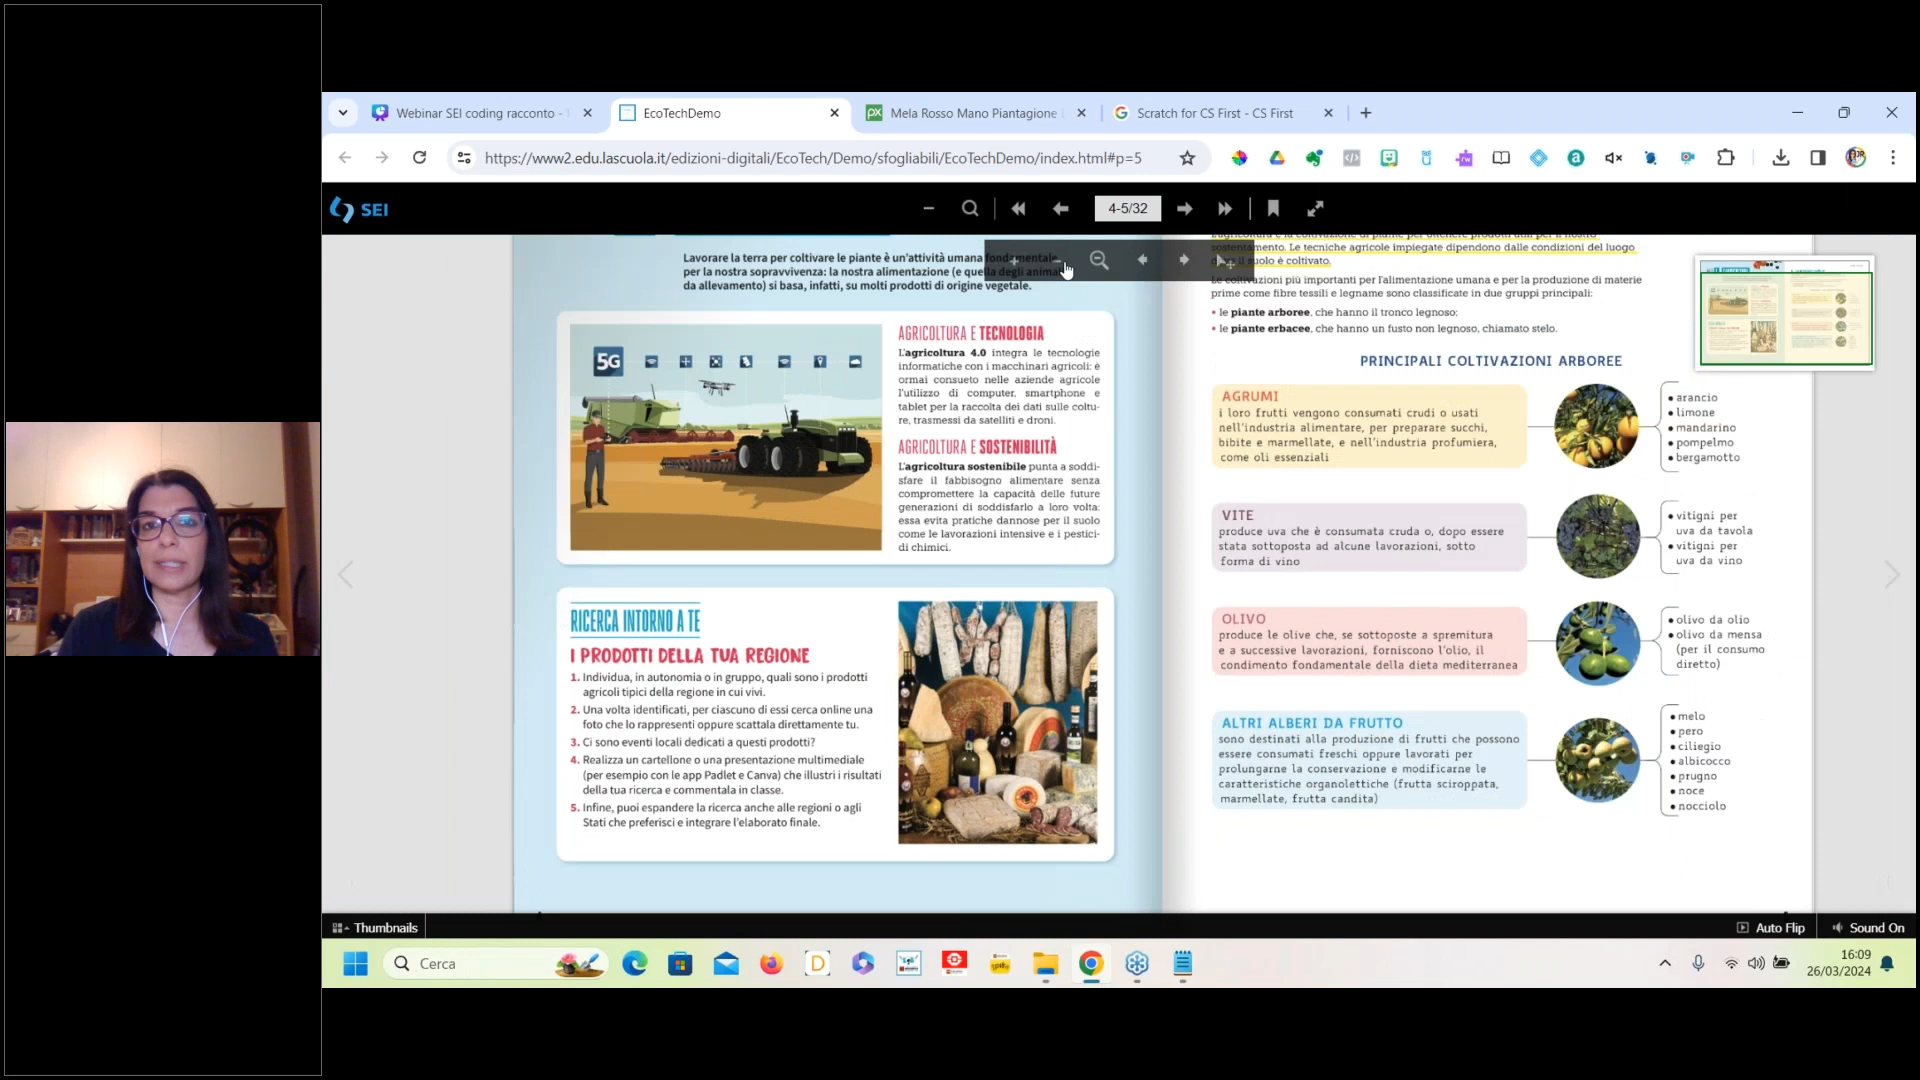 Webinar SEI coding racconto -
EcoTechDemo
Mela Rosso Mano Piantagione
Scratch for CS First - CS First
https://www2.edu.lascuola.it/edizioni-digitali/EcoTech/Demo/sfogliabili/EcoTechDemo/index.html#p=5
SEI
4-5/32
Lavorare la terra per coltivare le piante è un'attività umana fondamentale
per la nostra sopravvivenza: la nostra alimentazione (e quella degli animali
da allevamento) si basa, infatti, su molti prodotti di origine vegetale.
5G
AGRICOLTURA E TECNOLOGIA
L'agricoltura 4.0 integra le tecnologie
informatiche con i macchinari agricoli: è
ormai consueto nelle aziende agricole
l'utilizzo di computer, smartphone e
tablet per la raccolta dei dati sulle coltu-
re, trasmessi da satelliti e droni.
AGRICOLTURA E SOSTENIBILITÀ
L'agricoltura sostenibile punta a soddi-
sfare il fabbisogno alimentare senza
compromettere la capacità delle future
generazioni di soddisfarlo a loro volta:
essa evita pratiche dannose per il suolo
come le lavorazioni intensive e i pestici-
di chimici.
RICERCA INTORNO A TE
I PRODOTTI DELLA TUA REGIONE
1. Individua, in autonomia o in gruppo, quali sono i prodotti
agricoli tipici della regione in cui vivi.
2. Una volta identificati, per ciascuno di essi cerca online una
foto che lo rappresenti oppure scattala direttamente tu.
3. Ci sono eventi locali dedicati a questi prodotti?
4. Realizza un cartellone o una presentazione multimediale
(per esempio con le app Padlet e Canva) che illustri i risultati
della tua ricerca e commentala in classe.
5. Infine, puoi espandere la ricerca anche alle regioni o agli
Stati che preferisci e integrare l'elaborato finale.
L'agricoltura è la coltivazione di piante per ottenere prodotti utili per il nostro
sostentamento. Le tecniche agricole impiegate dipendono dalle condizioni del luogo
il suolo è coltivato.
Le coltivazioni più importanti per l'alimentazione umana e per la produzione di materie
prime come fibre tessili e legname sono classificate in due gruppi principali:
• le piante arboree, che hanno il tronco legnoso;
• le piante erbacee, che hanno un fusto non legnoso, chiamato stelo.
PRINCIPALI COLTIVAZIONI ARBOREE
AGRUMI
i loro frutti vengono consumati crudi o usati
nell'industria alimentare, per preparare succhi,
bibite e marmellate, e nell'industria profumiera,
come oli essenziali
• arancio
• limone
• mandarino
• pompelmo
• bergamotto
VITE
produce uva che è consumata cruda o, dopo essere
stata sottoposta ad alcune lavorazioni, sotto
forma di vino
• vitigni per
uva da tavola
• vitigni per
uva da vino
OLIVO
produce le olive che, se sottoposte a spremitura
e a successive lavorazioni, forniscono l'olio, il
condimento fondamentale della dieta mediterranea
• olivo da olio
• olivo da mensa
(per il consumo
diretto)
ALTRI ALBERI DA FRUTTO
sono destinati alla produzione di frutti che possono
essere consumati freschi oppure lavorati per
prolungarne la conservazione e modificarne le
caratteristiche organolettiche (frutta sciroppata,
marmellate, frutta candita)
• melo
• pero
• ciliegio
• albicocco
• prugno
• noce
• nocciolo
Thumbnails
Auto Flip
Sound On
Cerca
16:09
26/03/2024